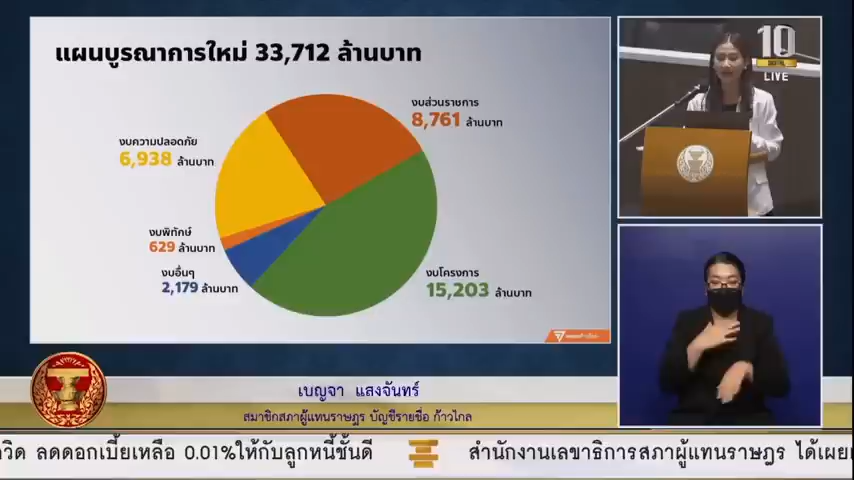 แผนบูรณาการใหม่ 33,712 ล้านบาท
งบส่วนราชการ
8,761 ล้านบาท
งบความปลอดภัย
6,938 ล้านบาท
งบพิทักษ์
629 ล้านบาท
งบอื่นๆ
2,179 ล้านบาท
งบโครงการ
15,203 ล้านบาท
10
LIVE
เบญจา แสงจันทร์
สมาชิกสภาผู้แทนราษฎร บัญชีรายชื่อ ก้าวไกล
ลดดอกเบี้ยเหลือ 0.01%ให้กับลูกหนี้ชั้นดี
สำนักงานเลขาธิการสภาผู้แทนราษฎร